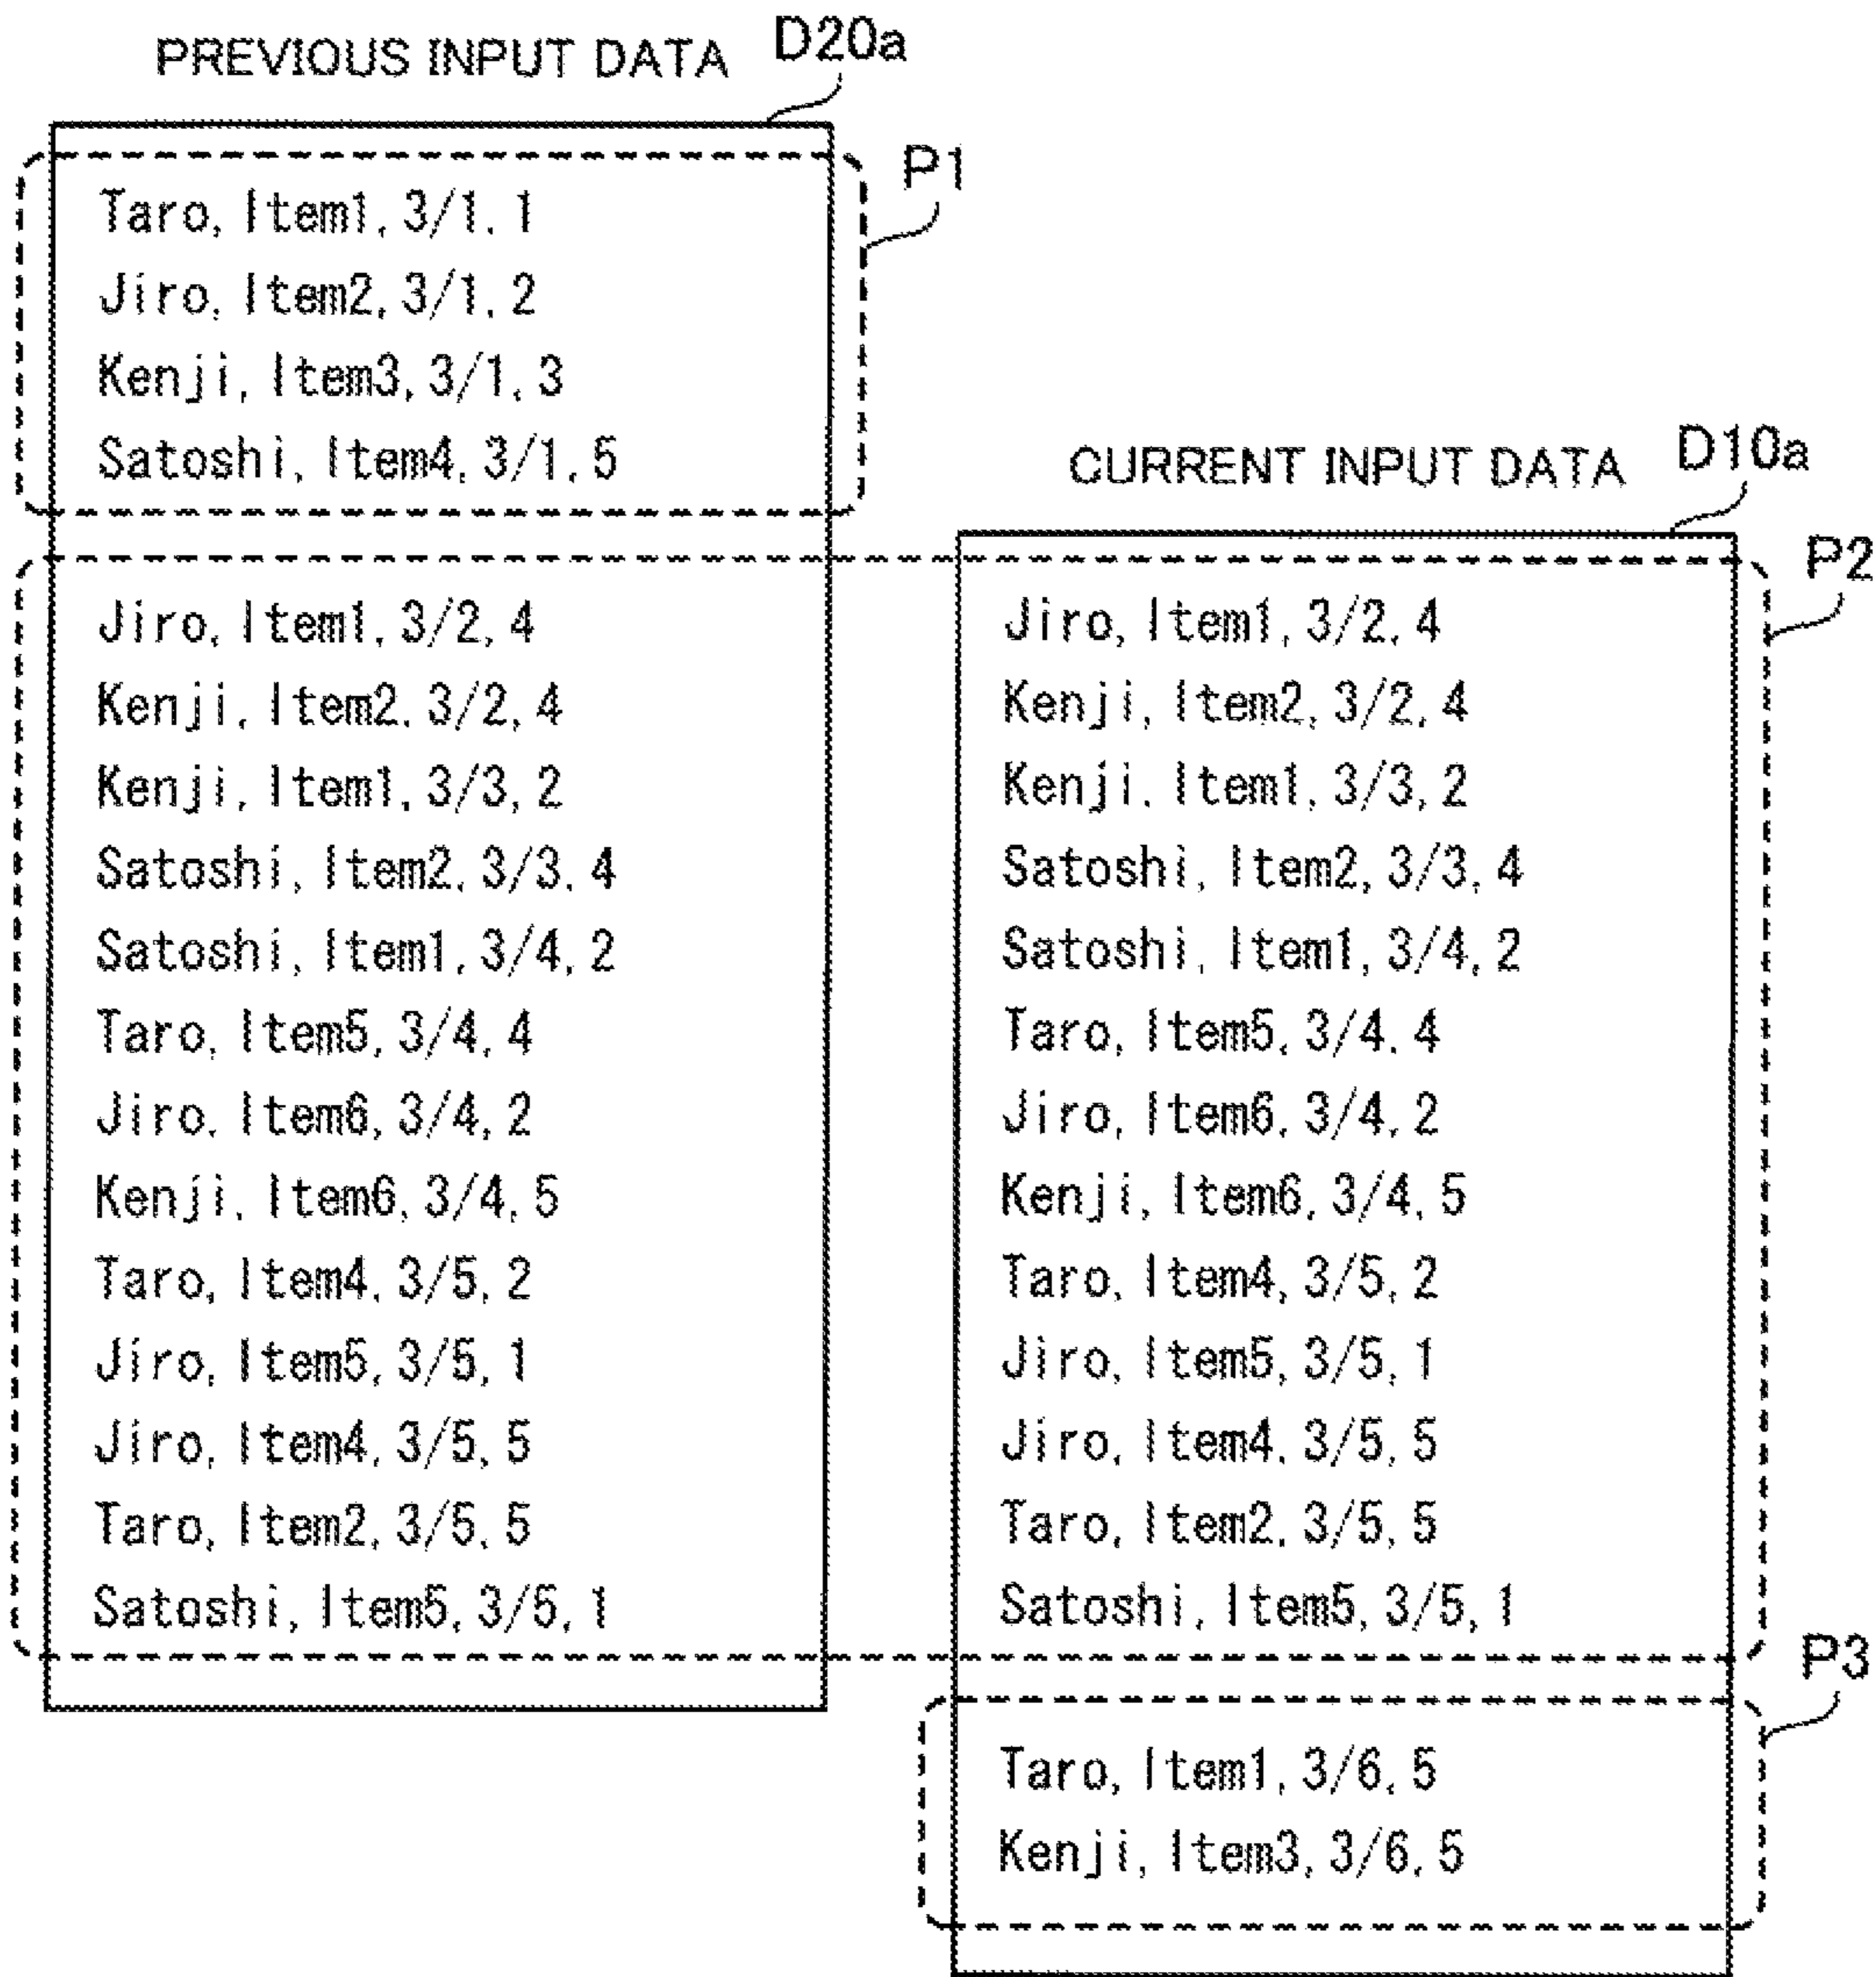 PREVIOUS INPUT DATA D20a
P1
Taro, Item1, 3/1, 1
Jiro, Item2, 3/1, 2
Kenji, Item3, 3/1, 3
Satoshi, Item4, 3/1, 5
Jiro, Item1, 3/2, 4
Kenji, Item2, 3/2, 4
Kenji, Item1, 3/3, 2
Satoshi, Item2, 3/3, 4
Satoshi, Item1, 3/4, 2
Taro, Item5, 3/4, 4
Jiro, Item6, 3/4, 2
Kenji, Item6, 3/4, 5
Taro, Item4, 3/5, 2
Jiro, Item5, 3/5, 1
Jiro, Item4, 3/5, 5
Taro, Item2, 3/5, 5
Satoshi, Item5, 3/5, 1
CURRENT INPUT DATA D10a
P2
Jiro, Item1, 3/2, 4
Kenji, Item2, 3/2, 4
Kenji, Item1, 3/3, 2
Satoshi, Item2, 3/3, 4
Satoshi, Item1, 3/4, 2
Taro, Item5, 3/4, 4
Jiro, Item6, 3/4, 2
Kenji, Item6, 3/4, 5
Taro, Item4, 3/5, 2
Jiro, Item5, 3/5, 1
Jiro, Item4, 3/5, 5
Taro, Item2, 3/5, 5
Satoshi, Item5, 3/5, 1
P3
Taro, Item1, 3/6, 5
Kenji, Item3, 3/6, 5